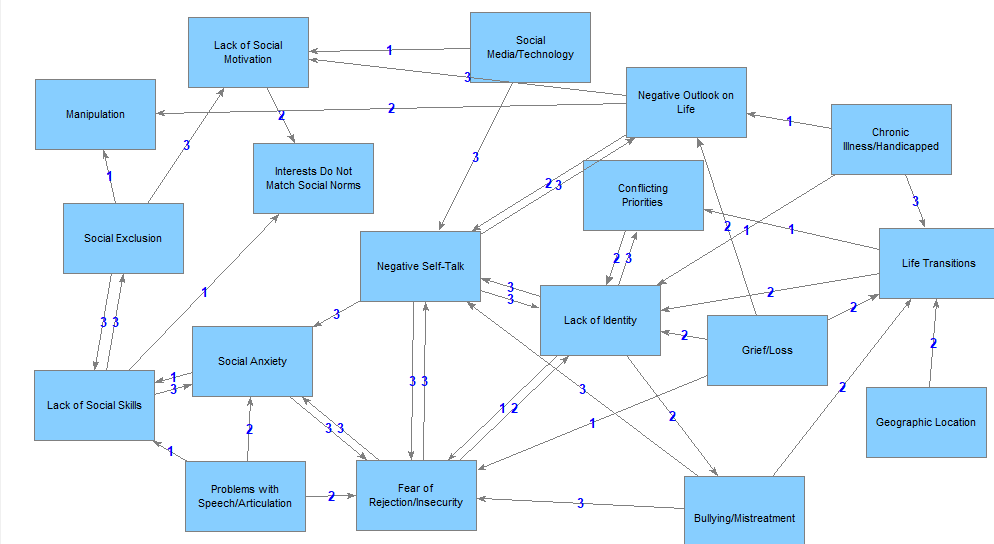 Social
Media/Technology
Lack of Social
Motivation
1
3
Negative Outlook on
Life
Manipulation
2
2
1
Chronic
Illness/Handicapped
3
3
Interests Do Not
Match Social Norms
1
2
3
Conflicting
Priorities
3
Social Exclusion
2
1
1
Negative Self-Talk
2
3
Life Transitions
3
3
1
2
Lack of Identity
3
3
3
2
2
Grief/Loss
2
Social Anxiety
1
3
3
3
3
2
Lack of Social Skills
1
2
2
1
Geographic Location
2
3
3
1
Problems with
Speech/Articulation
2
Fear of
Rejection/Insecurity
3
Bullying/Mistreatment